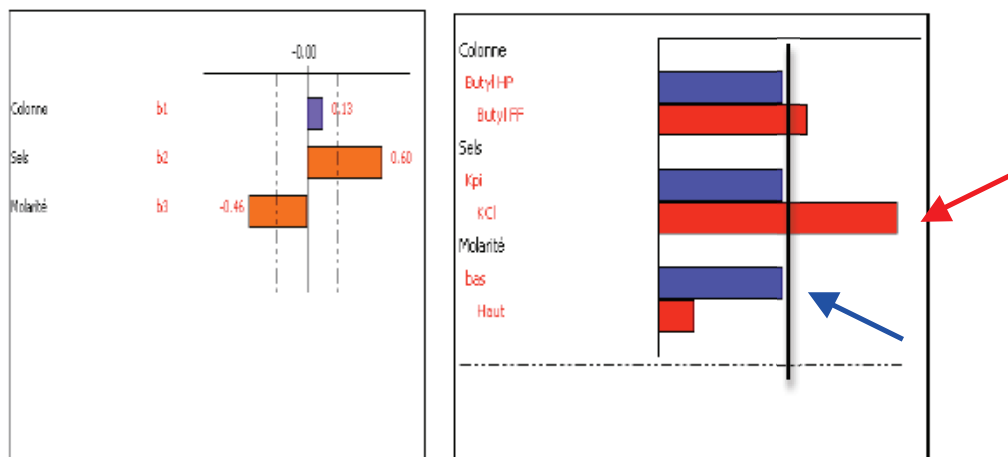 -0.00
Colonne b1 0.13
Sels b2 0.60
Molarité b3 -0.46
Colonne
Butyl HP
Butyl FF
Sels
Kpi
KCl
Molarité
bas
Haut